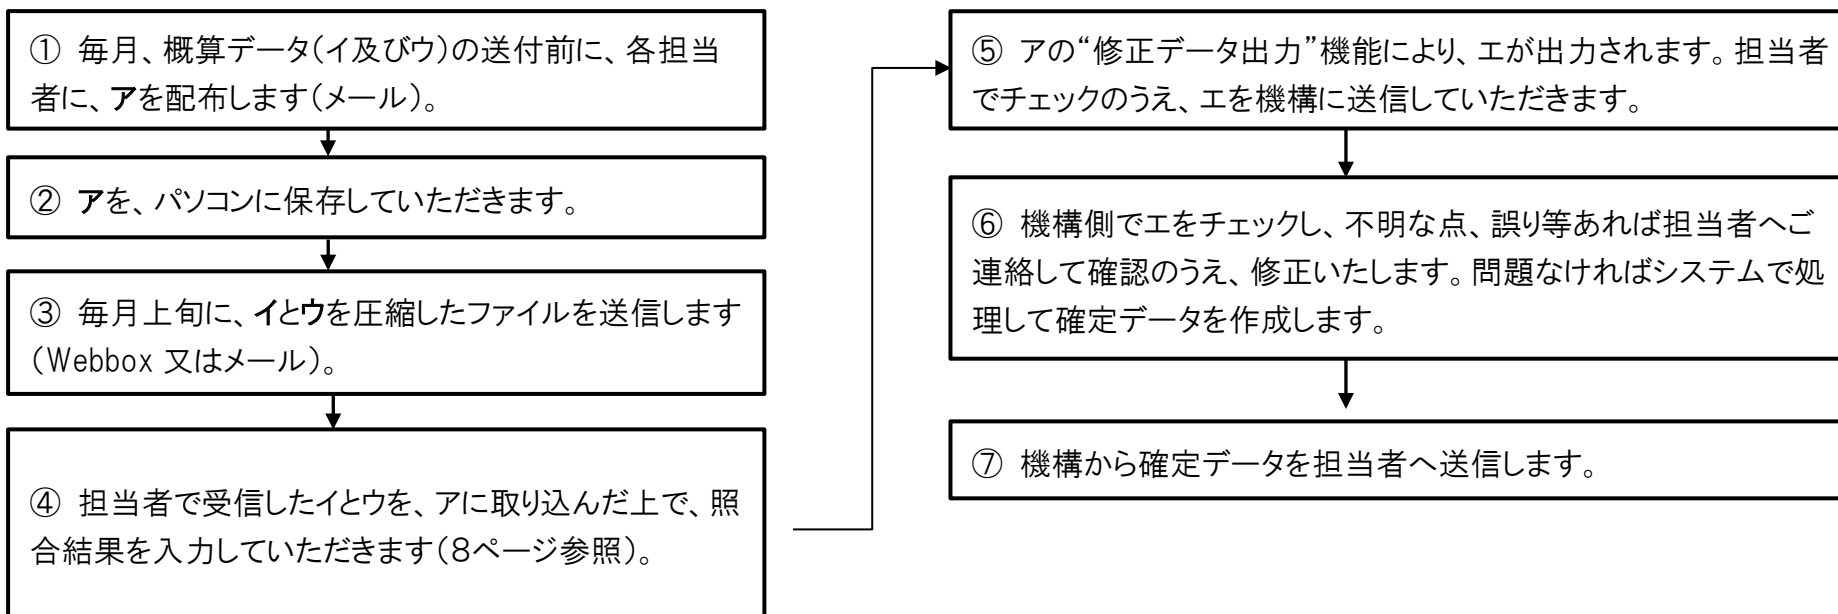 ① 毎月、概算データ（イ及びウ）の送付前に、各担当
者に、アを配布します（メール）。
② アを、パソコンに保存していただきます。
③ 毎月上旬に、イとウを圧縮したファイルを送信します
（Webbox 又はメール）。
④ 担当者で受信したイとウを、アに取り込んだ上で、照
合結果を入力していただきます（８ページ参照）。
⑤ アの“修正データ出力”機能により、エが出力されます。担当者
でチェックのうえ、エを機構に送信していただきます。
⑥ 機構側でエをチェックし、不明な点、誤り等あれば担当者へご
連絡して確認のうえ、修正いたします。問題なければシステムで処
理して確定データを作成します。
⑦ 機構から確定データを担当者へ送信します。